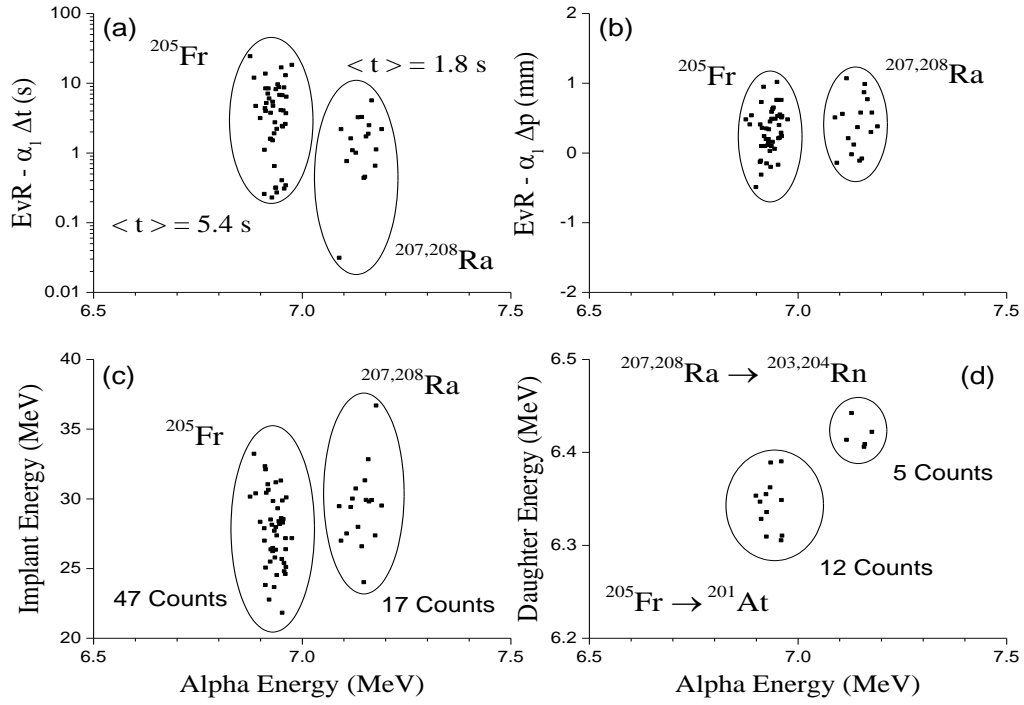 (a)
²⁰⁵Fr
< t > = 1.8 s
< t > = 5.4 s
²⁰⁷,²⁰⁸Ra
EvR - α₁ Δt (s)
100
10
1
0.1
0.01
6.5
7.0
7.5
(b)
²⁰⁵Fr
²⁰⁷,²⁰⁸Ra
EvR - α₁ Δp (mm)
2
1
0
1
-2
6.5
7.0
7.5
(c)
²⁰⁷,²⁰⁸Ra
²⁰⁵Fr
47 Counts
17 Counts
Implant Energy (MeV)
40
35
30
25
20
6.5
7.0
7.5
Alpha Energy (MeV)
²⁰⁷,²⁰⁸Ra → ²⁰³,²⁰⁴Rn
(d)
5 Counts
12 Counts
²⁰⁵Fr → ²⁰¹At
Daughter Energy (MeV)
6.5
6.4
6.3
6.2
6.5
7.0
7.5
Alpha Energy (MeV)